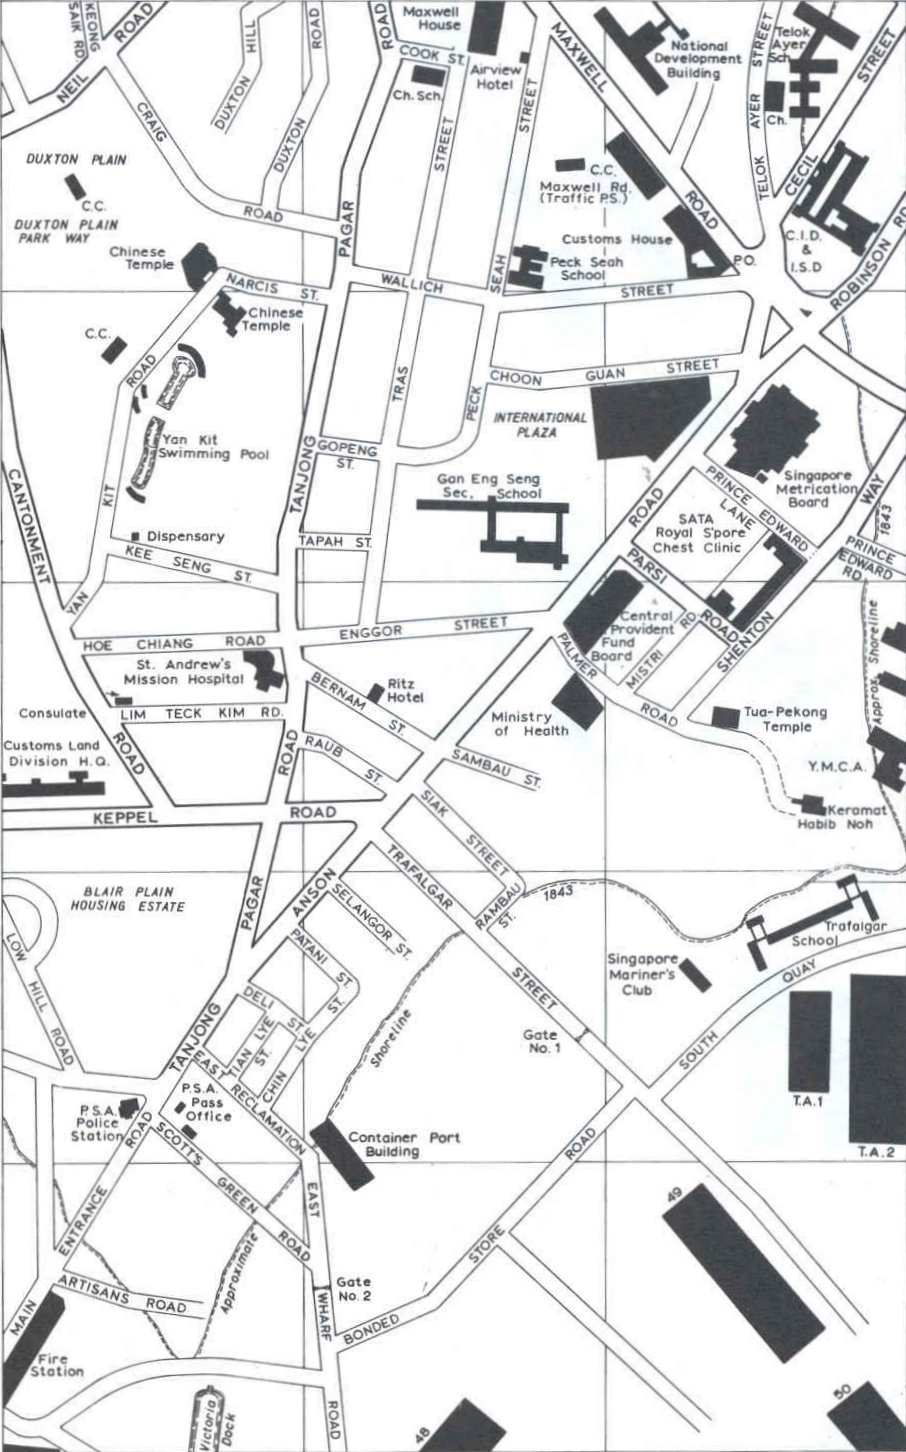 KEONG
SAIK RD
NEIL ROAD
CRAIG
ROAD
DUXTON
HILL
DUXTON
ROAD
ROAD
Maxwell
House
COOK ST.
Ch. Sch.
Airview
Hotel
STREET
STREET
MAXWELL
ROAD
National
Development
Building
TELOK AYER STREET
Telok
Ayer
Sch.
Ch.
CECIL
STREET
DUXTON PLAIN
C.C.
DUXTON PLAIN
PARK WAY
PAGAR
C.C.
Maxwell Rd.
(Traffic P.S.)
Customs House
P.O.
C.I.D.
&
I.S.D
ROBINSON RD
Peck Seah
School
Chinese
Temple
NARCIS ST.
WALLICH
STREET
SEAH
Chinese
Temple
C.C.
ROAD
TRAS
PECK
CHOON GUAN STREET
INTERNATIONAL
PLAZA
Yan Kit
Swimming Pool
TANJONG
GOPENG
ST.
Gan Eng Seng
Sec. School
Singapore
Metrication
Board
PRINCE EDWARD
LANE
WAY
1843
CANTONMENT
KIT
Dispensary
TAPAH ST.
ROAD
SATA
Royal S'pore
Chest Clinic
PRINCE
EDWARD
RD
KEE SENG ST.
YAN
PARSI
ROAD
SHENTON
HOE CHIANG ROAD
ENGGOR STREET
Central
Provident
Fund
Board
MISTRI RD
PALMER
ROAD
Approx. Shoreline
St. Andrew's
Mission Hospital
Ritz
Hotel
BERNAM ST.
Consulate
LIM TECK KIM RD.
Ministry
of Health
Tua-Pekong
Temple
Customs Land
Division H.Q.
ROAD
ROAD
RAUB ST.
SAMBAU ST.
Y.M.C.A.
Keramat
Habib Noh
KEPPEL
ROAD
SIAK STREET
TRAFALGAR
STREET
RAMBAU
ST.
1843
BLAIR PLAIN
HOUSING ESTATE
PAGAR
ANSON
SELANGOR ST.
Trafalgar
School
LOW HILL ROAD
PATANI ST.
Singapore
Mariner's
Club
SOUTH QUAY
TANJONG
DELI ST.
TIAN LYE
ST.
CHIN LYE ST.
Shoreline
Gate
No. 1
T.A.1
T.A.2
EAST RECLAMATION
P.S.A.
Pass
Office
P.S.A.
Police
Station
SCOTTS GREEN ROAD
Container Port
Building
MAIN ENTRANCE ROAD
EAST
BONDED STORE ROAD
49
Approximate
ARTISANS ROAD
Gate
No. 2
WHARF
Fire
Station
Victoria
Dock
ROAD
48
50